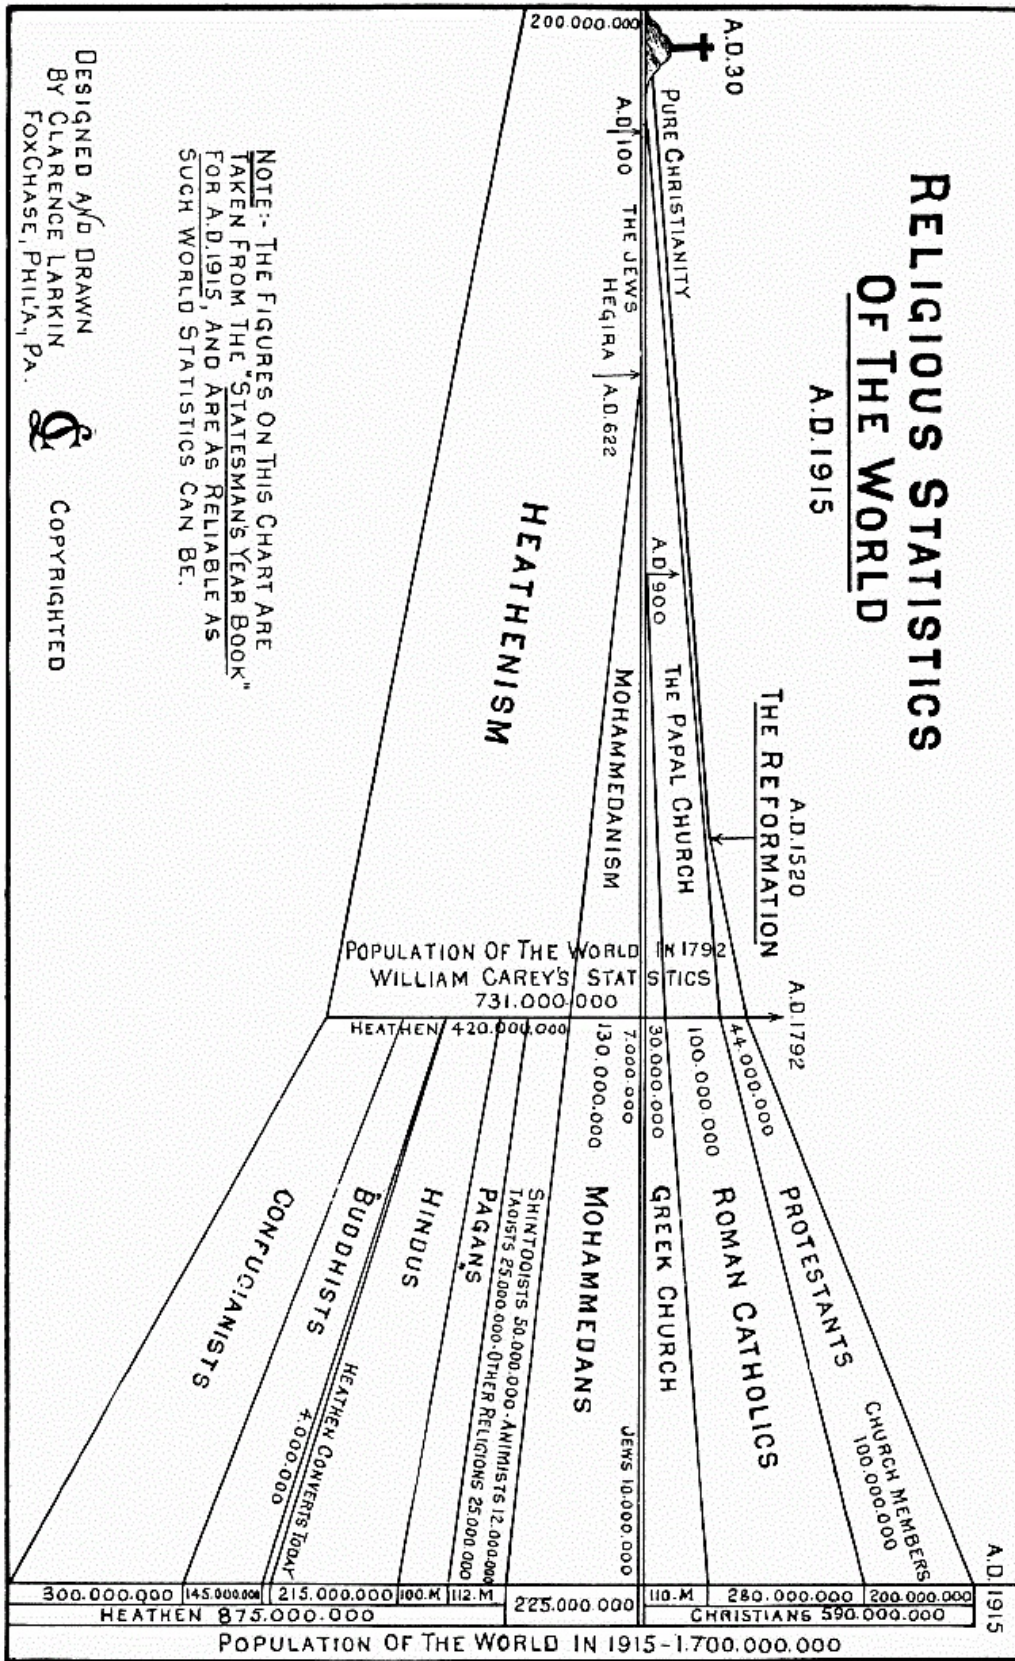 RELIGIOUS STATISTICS
OF THE WORLD
A.D.1915
A.D.30
200.000.000
PURE CHRISTIANITY
A.D 100
THE JEWS
HEGIRA
A.D.622
A.D 900
THE PAPAL CHURCH
MOHAMMEDANISM
HEATHENISM
A.D.1520
THE REFORMATION
A.D.1792
POPULATION OF THE WORLD IN 1792
WILLIAM CAREY'S STATISTICS
731.000.000
HEATHEN 420.000.000
130.000.000
7.000.000
30.000.000
100.000.000
44.000.000
PROTESTANTS
CHURCH MEMBERS
100.000.000
ROMAN CATHOLICS
GREEK CHURCH
JEWS 10.000.000
MOHAMMEDANS
SHINTOOISTS 50.000.000-ANIMISTS 12.000.000
TAOISTS 25.000.000-OTHER RELIGIONS 25.000.000
"PAGANS"
HINDUS
HEATHEN CONVERTS TODAY
4.000.000
BUDDHISTS
CONFUCIANISTS
A.D.1915
300.000.000
145.000.000
215.000.000
100.M
112.M
225.000.000
110.M
280.000.000
200.000.000
HEATHEN 875.000.000
CHRISTIANS 590.000.000
POPULATION OF THE WORLD IN 1915-1.700.000.000
NOTE:- THE FIGURES ON THIS CHART ARE
TAKEN FROM THE "STATESMAN'S YEAR BOOK"
FOR A.D.1915, AND ARE AS RELIABLE AS
SUCH WORLD STATISTICS CAN BE.
DESIGNED AND DRAWN
BY CLARENCE LARKIN
FOXCHASE, PHIL'A., PA.
COPYRIGHTED